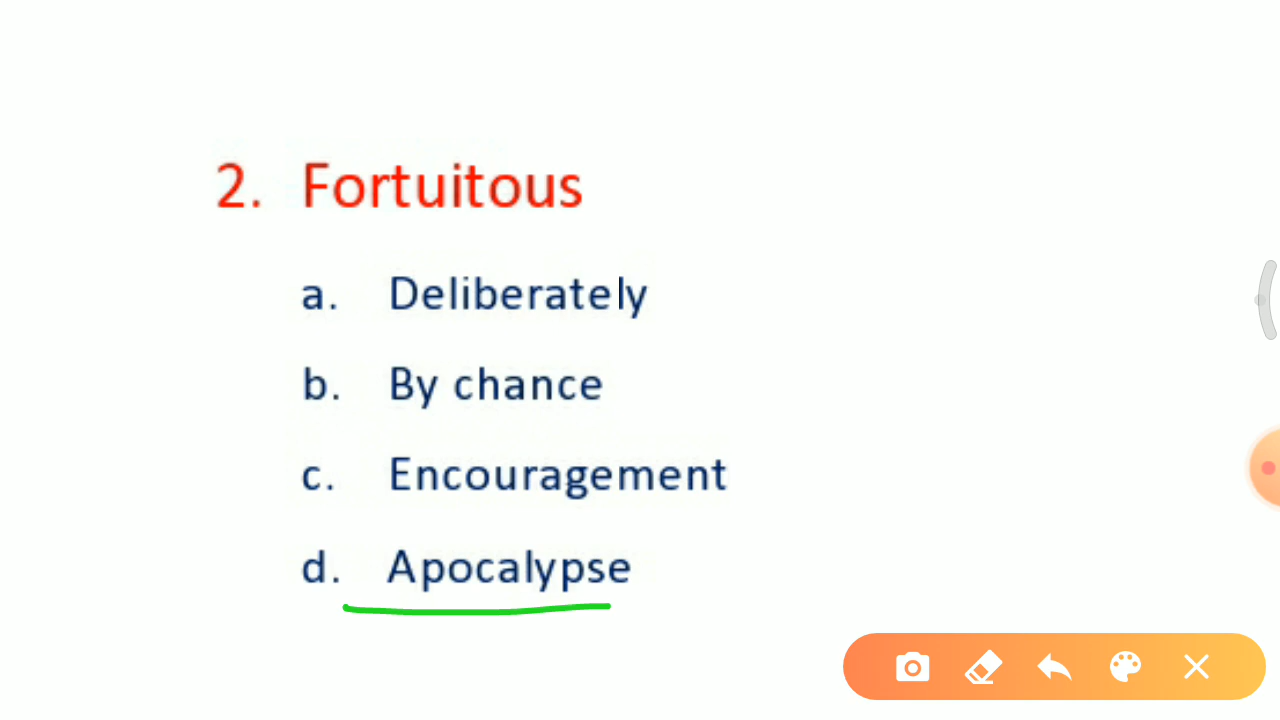 2. Fortuitous
a. Deliberately
b. By chance
c. Encouragement
d. Apocalypse